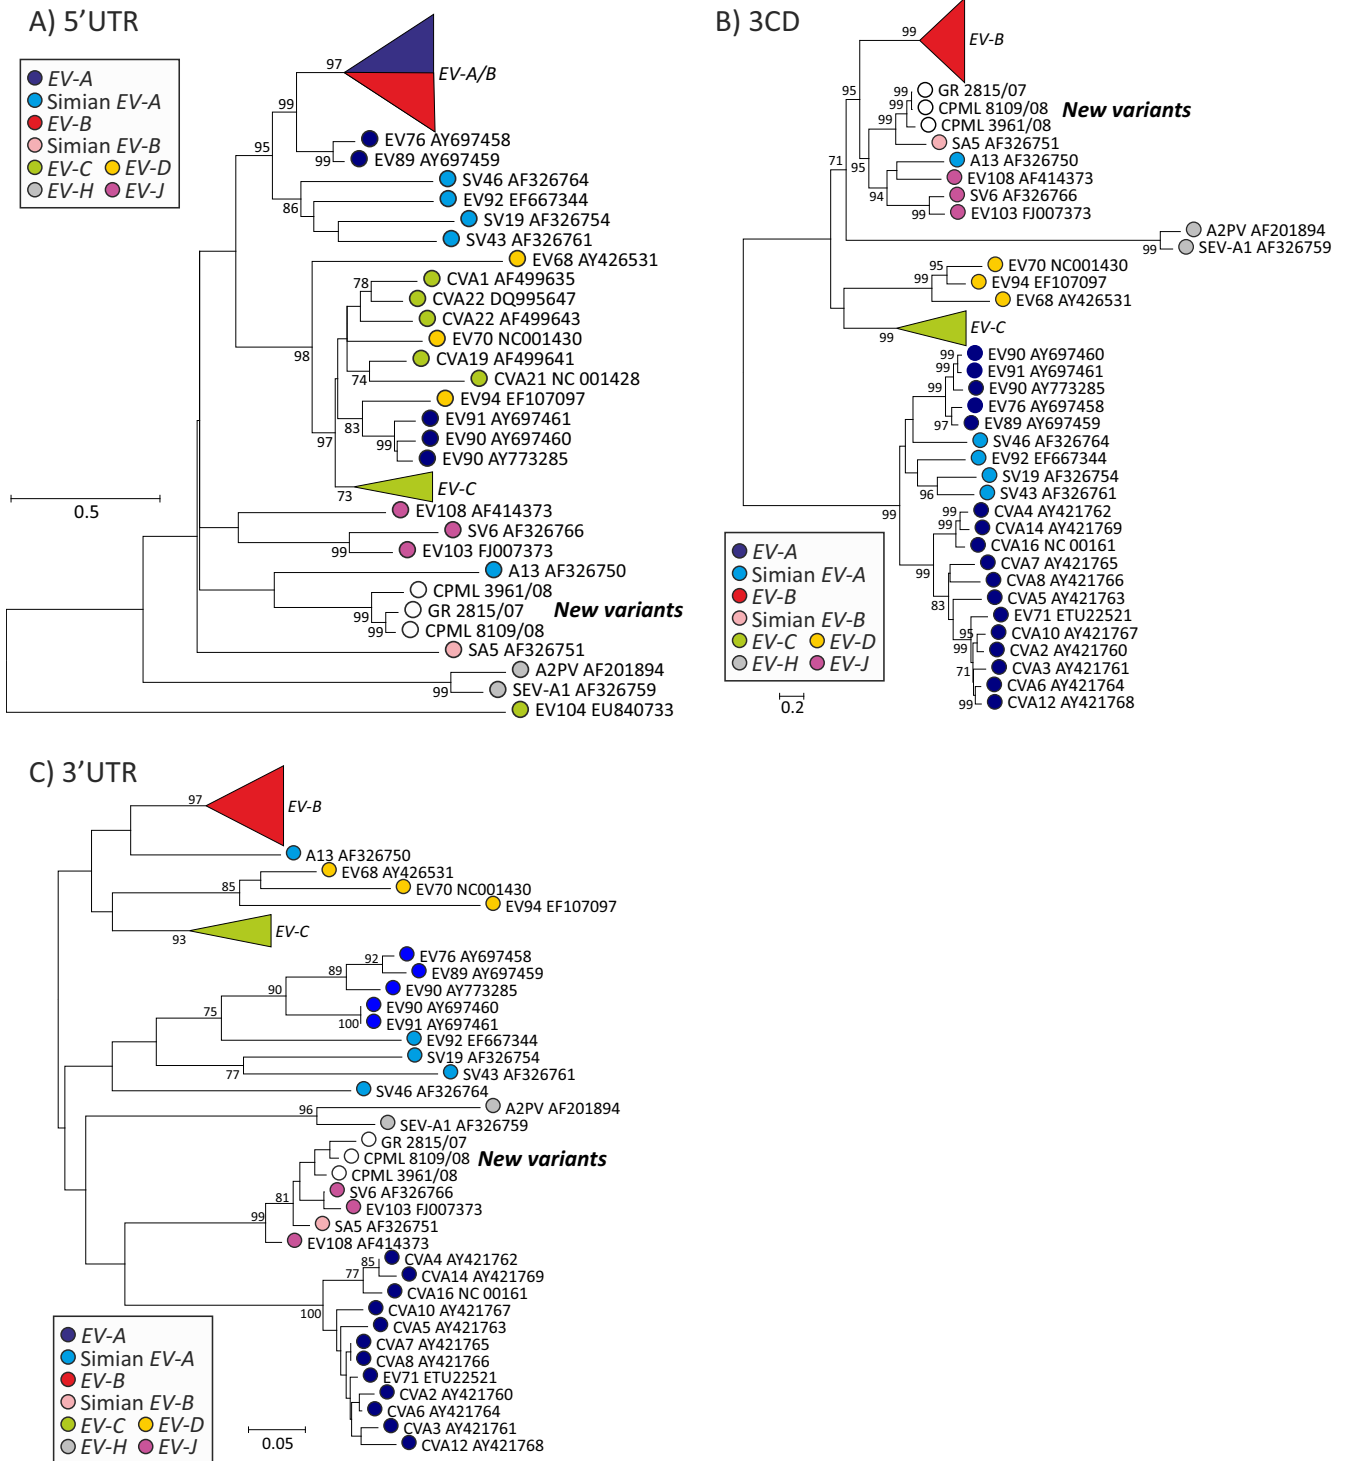 A) 5’UTR
EV-A
Simian EV-A
EV-B
Simian EV-B
EV-C EV-D
EV-H EV-J
97
EV-A/B
99
EV76 AY697458
99
EV89 AY697459
95
SV46 AF326764
EV92 EF667344
86
SV19 AF326754
SV43 AF326761
EV68 AY426531
CVA1 AF499635
78
CVA22 DQ995647
CVA22 AF499643
EV70 NC001430
98
CVA19 AF499641
74
CVA21 NC 001428
EV94 EF107097
83
EV91 AY697461
97
99
EV90 AY697460
EV90 AY773285
73
EV-C
0.5
EV108 AF414373
SV6 AF326766
99
EV103 FJ007373
A13 AF326750
CPML 3961/08
99
GR 2815/07
New variants
99
CPML 8109/08
SA5 AF326751
A2PV AF201894
99
SEV-A1 AF326759
EV104 EU840733
B) 3CD
99
EV-B
95
99
GR 2815/07
99
CPML 8109/08
New variants
99
CPML 3961/08
SA5 AF326751
71
95
A13 AF326750
EV108 AF414373
94
SV6 AF326766
99
EV103 FJ007373
A2PV AF201894
99
SEV-A1 AF326759
95
EV70 NC001430
99
EV94 EF107097
EV68 AY426531
99
EV-C
99
EV90 AY697460
99
EV91 AY697461
99
EV90 AY773285
EV76 AY697458
97
EV89 AY697459
SV46 AF326764
EV92 EF667344
SV19 AF326754
96
SV43 AF326761
99
99
CVA4 AY421762
99
CVA14 AY421769
CVA16 NC 00161
99
CVA7 AY421765
CVA8 AY421766
83
CVA5 AY421763
EV71 ETU22521
95
CVA10 AY421767
99
CVA2 AY421760
71
CVA3 AY421761
CVA6 AY421764
99
CVA12 AY421768
EV-A
Simian EV-A
EV-B
Simian EV-B
EV-C EV-D
EV-H EV-J
0.2
C) 3’UTR
97
EV-B
A13 AF326750
EV68 AY426531
85
EV70 NC001430
EV94 EF107097
93
EV-C
92
EV76 AY697458
89
EV89 AY697459
90
EV90 AY773285
75
EV90 AY697460
100
EV91 AY697461
EV92 EF667344
SV19 AF326754
77
SV43 AF326761
SV46 AF326764
96
A2PV AF201894
SEV-A1 AF326759
GR 2815/07
CPML 8109/08
New variants
CPML 3961/08
81
SV6 AF326766
EV103 FJ007373
99
SA5 AF326751
EV108 AF414373
85
CVA4 AY421762
77
CVA14 AY421769
CVA16 NC 00161
100
CVA10 AY421767
CVA5 AY421763
CVA7 AY421765
CVA8 AY421766
EV71 ETU22521
CVA2 AY421760
CVA6 AY421764
CVA3 AY421761
CVA12 AY421768
EV-A
Simian EV-A
EV-B
Simian EV-B
EV-C EV-D
EV-H EV-J
0.05